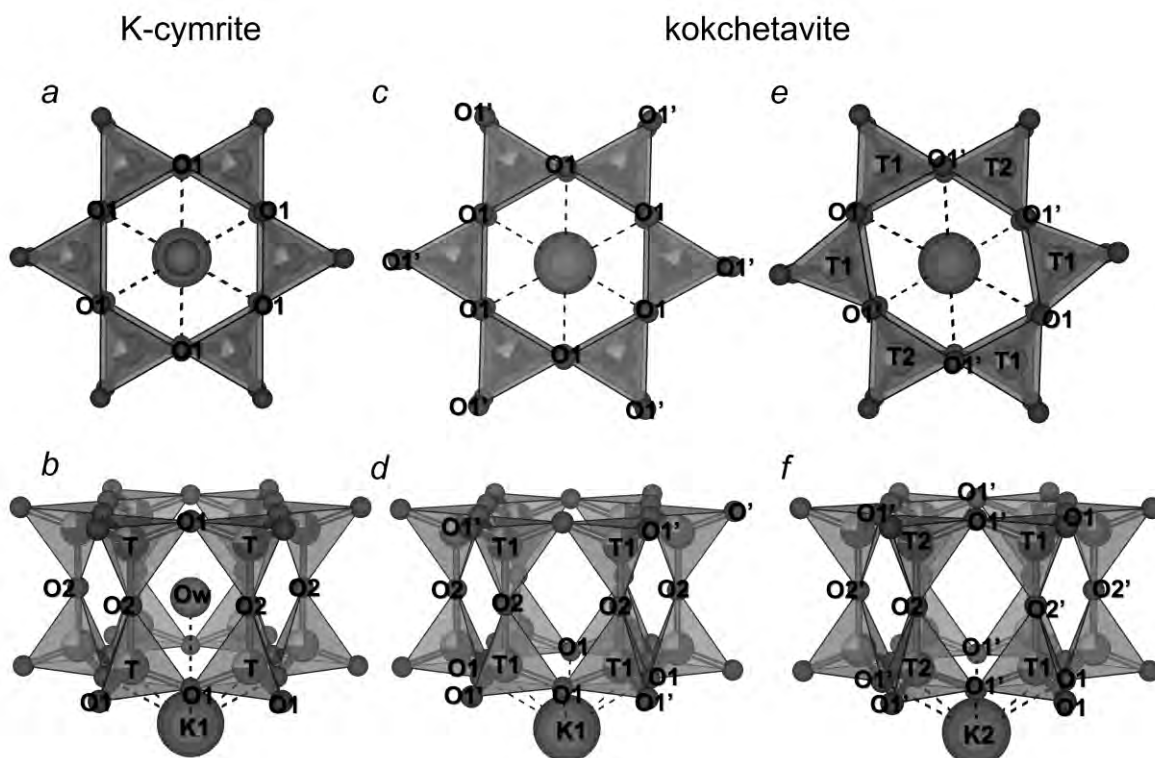 K-cymrite kokchetavite
a c e
O1' O1'
O1 O1 O1'
T1 T2
O1 O1 O1 O1 O1 O1'
O1' O1' T1 T1
O1 O1 O1 O1 O1' O1
O1 O1 T2 O1' T1
O1' O1'
b d f
O1'
O1 O1' O1' O' O1' O1' O1
T T T1 T1 T2 T1
O2 Ow O2 O2 O2' O2'
O2 O2 O2 O2 O2
O1 O1'
T T O1 T1 T1 O1 O1' T2 T1 O1
O1 O1 O1 O1' O1 O1' O1' O1' O1
K1 K1 K2